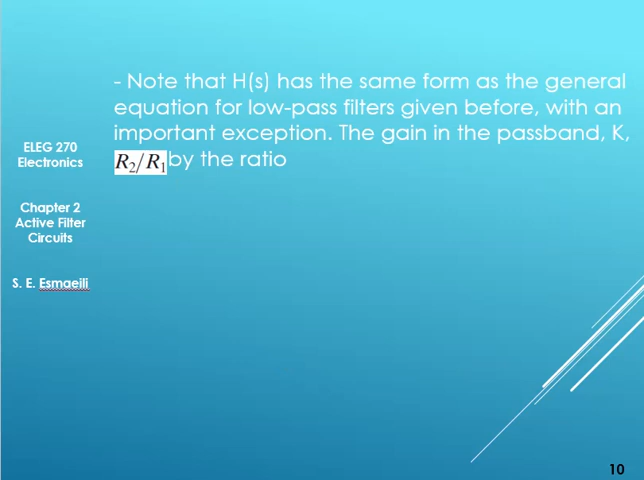 - Note that H(s) has the same form as the general
equation for low-pass filters given before, with an
important exception. The gain in the passband, K,
R₂/R₁ by the ratio
ELEG 270
Electronics
Chapter 2
Active Filter
Circuits
S. E. Esmaeili
10